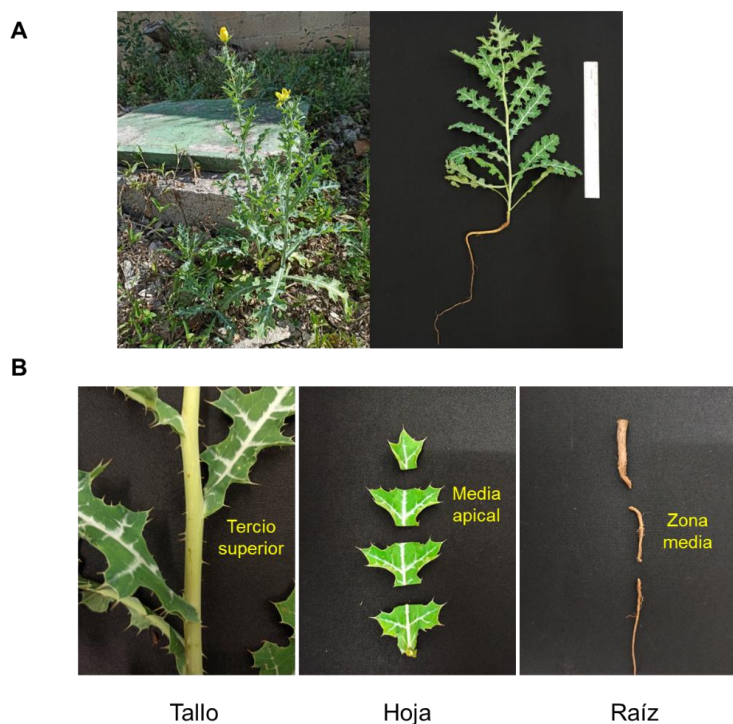 A
B
Tercio
superior
Media
apical
Zona
media
Tallo
Hoja
Raíz